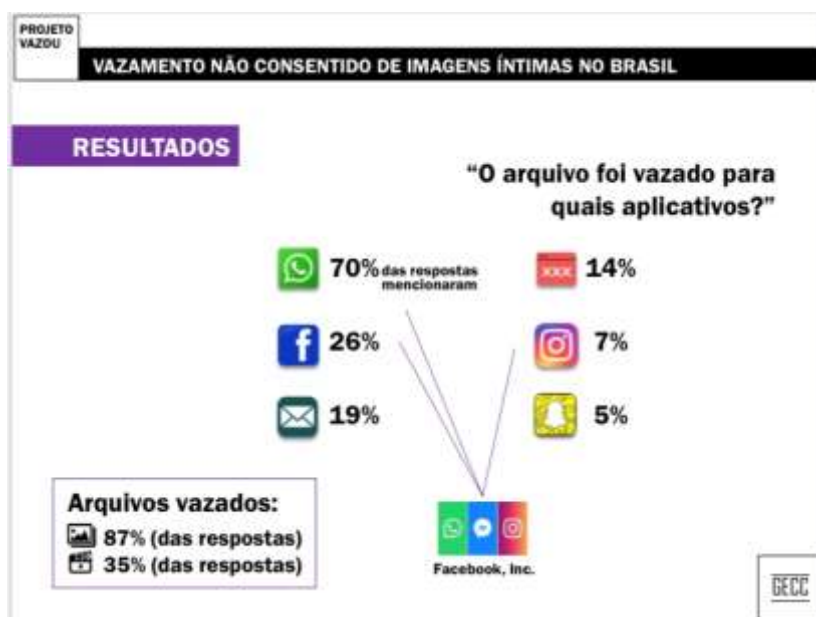 PROJETO
VAZOU
VAZAMENTO NÃO CONSENTIDO DE IMAGENS ÍNTIMAS NO BRASIL
RESULTADOS
“O arquivo foi vazado para
quais aplicativos?”
70% das respostas
mencionaram
26%
19%
XXX 14%
7%
5%
Arquivos vazados:
87% (das respostas)
35% (das respostas)
Facebook, Inc.
GECC